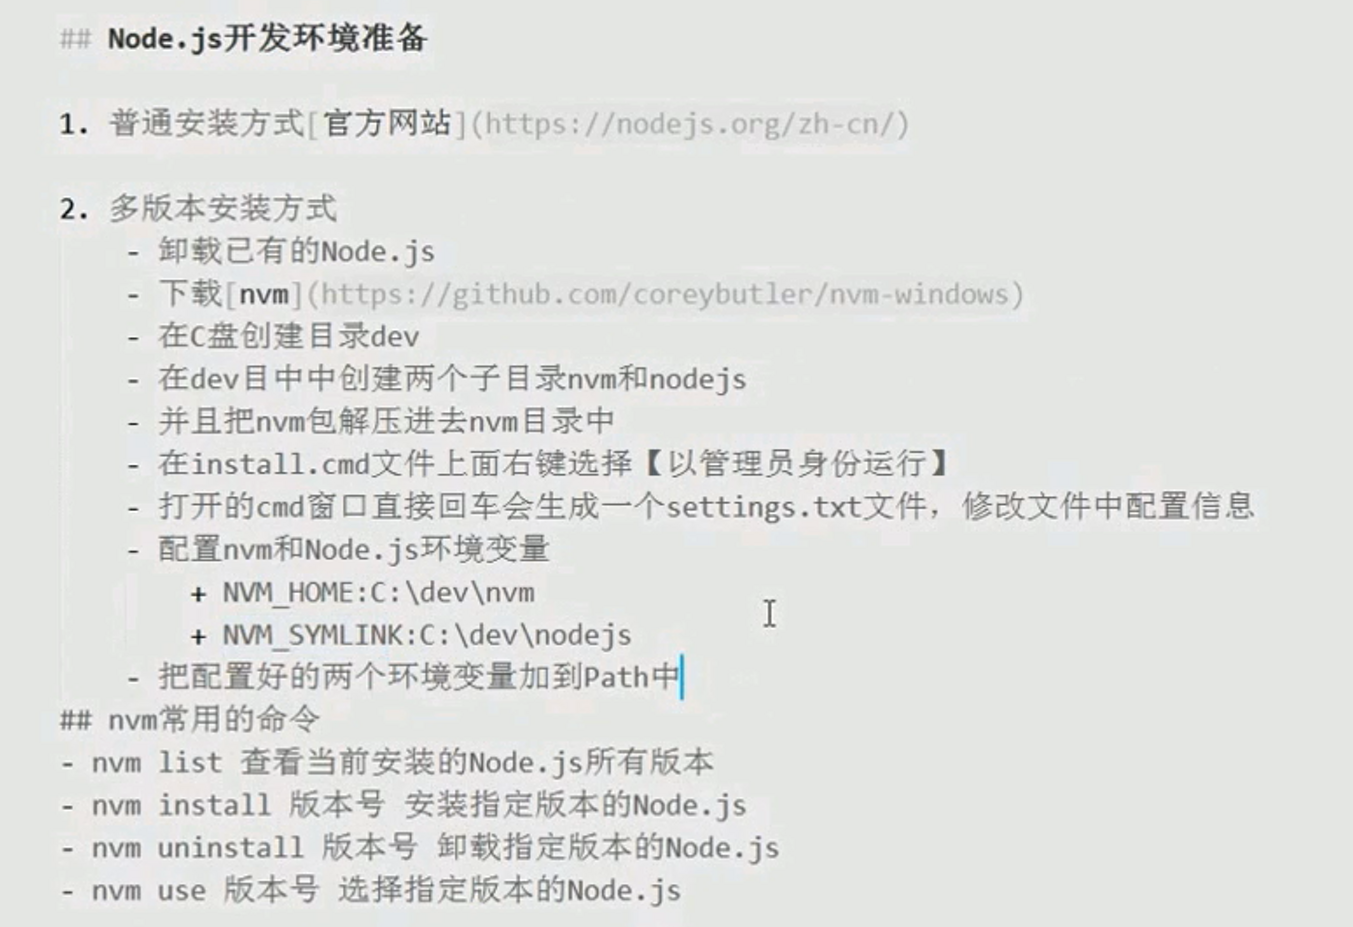 ## Node.js开发环境准备
1. 普通安装方式[官方网站](https://nodejs.org/zh-cn/)
2. 多版本安装方式
- 卸载已有的Node.js
- 下载[nvm](https://github.com/coreybutler/nvm-windows)
- 在C盘创建目录dev
- 在dev目中中创建两个子目录nvm和nodejs
- 并且把nvm包解压进去nvm目录中
- 在install.cmd文件上面右键选择【以管理员身份运行】
- 打开的cmd窗口直接回车会生成一个settings.txt文件，修改文件中配置信息
- 配置nvm和Node.js环境变量
+ NVM_HOME:C:\dev\nvm
+ NVM_SYMLINK:C:\dev\nodejs
- 把配置好的两个环境变量加到Path中
## nvm常用的命令
- nvm list 查看当前安装的Node.js所有版本
- nvm install 版本号 安装指定版本的Node.js
- nvm uninstall 版本号 卸载指定版本的Node.js
- nvm use 版本号 选择指定版本的Node.js